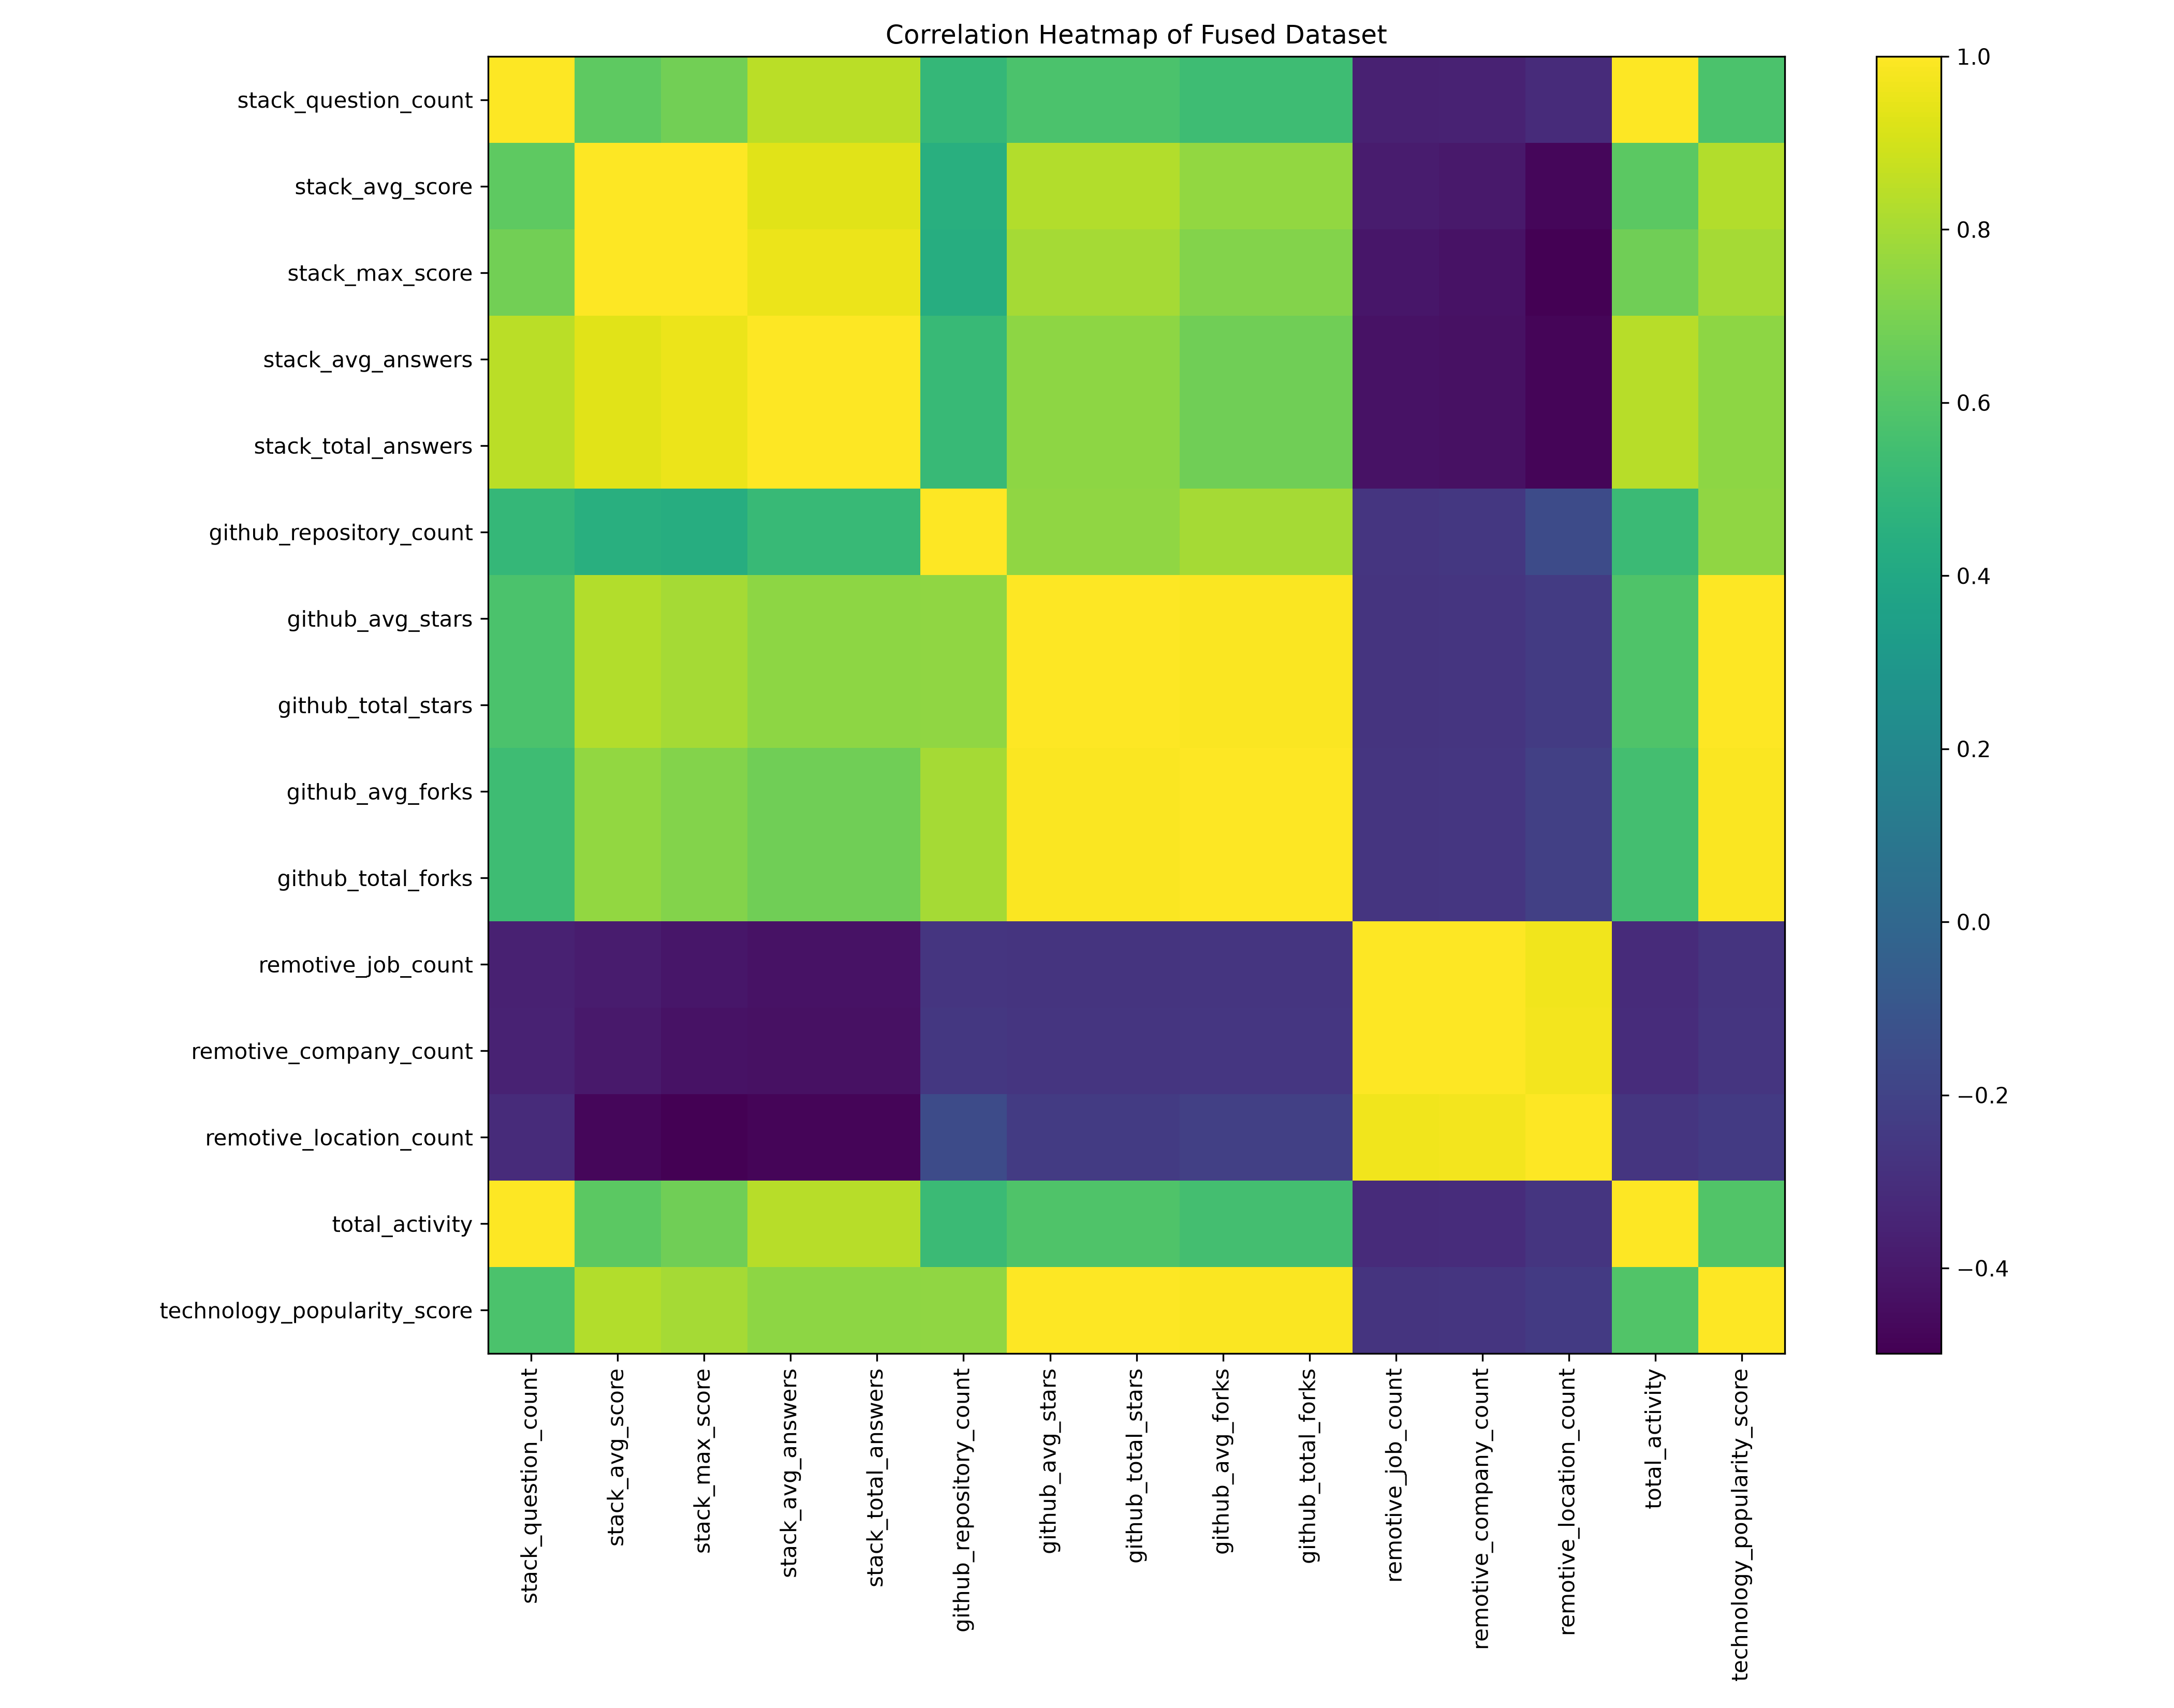 Correlation Heatmap of Fused Dataset
stack_question_count
stack_avg_score
stack_max_score
stack_avg_answers
stack_total_answers
github_repository_count
github_avg_stars
github_total_stars
github_avg_forks
github_total_forks
remotive_job_count
remotive_company_count
remotive_location_count
total_activity
technology_popularity_score
stack_question_count
stack_avg_score
stack_max_score
stack_avg_answers
stack_total_answers
github_repository_count
github_avg_stars
github_total_stars
github_avg_forks
github_total_forks
remotive_job_count
remotive_company_count
remotive_location_count
total_activity
technology_popularity_score
1.0
0.8
0.6
0.4
0.2
0.0
−0.2
−0.4